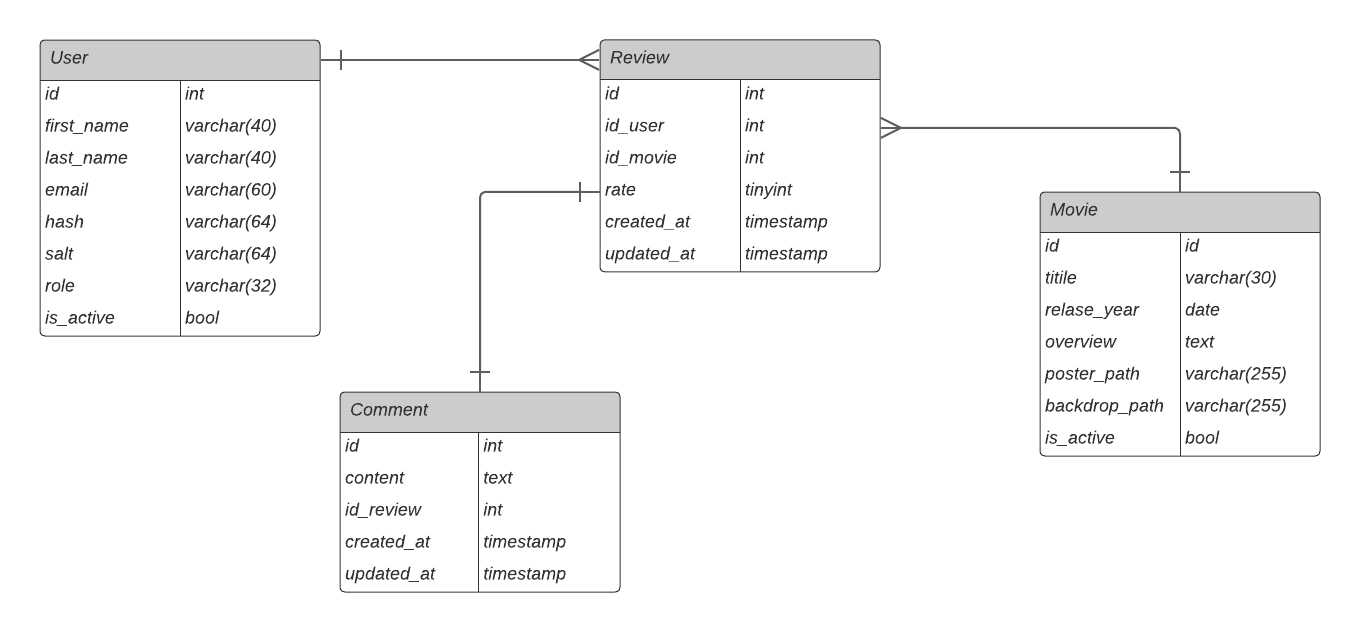 User
id int
first_name varchar(40)
last_name varchar(40)
email varchar(60)
hash varchar(64)
salt varchar(64)
role varchar(32)
is_active bool
Review
id int
id_user int
id_movie int
rate tinyint
created_at timestamp
updated_at timestamp
Movie
id id
titile varchar(30)
relase_year date
overview text
poster_path varchar(255)
backdrop_path varchar(255)
is_active bool
Comment
id int
content text
id_review int
created_at timestamp
updated_at timestamp